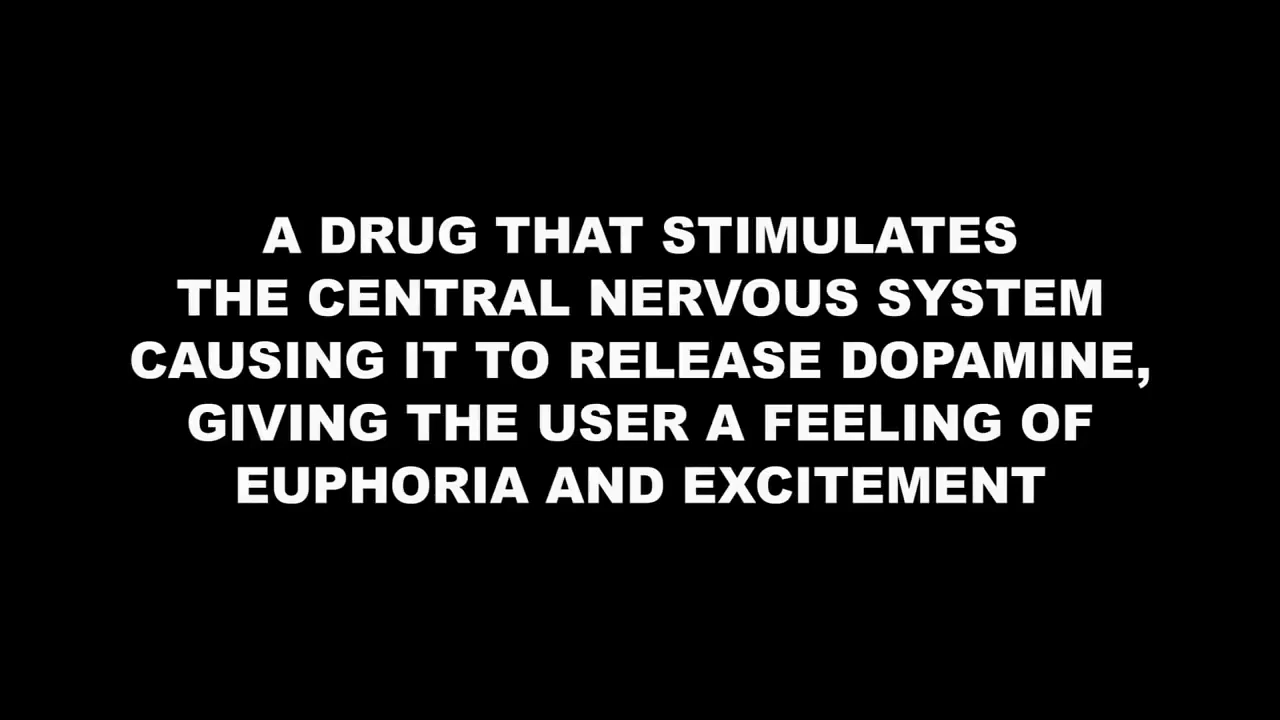 A DRUG THAT STIMULATES
THE CENTRAL NERVOUS SYSTEM
CAUSING IT TO RELEASE DOPAMINE,
GIVING THE USER A FEELING OF
EUPHORIA AND EXCITEMENT